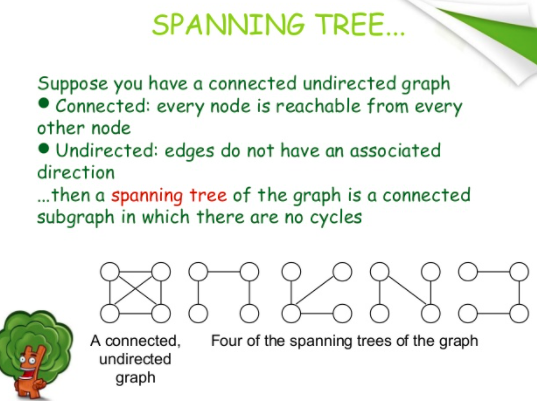 SPANNING TREE...
Suppose you have a connected undirected graph
● Connected: every node is reachable from every
other node
● Undirected: edges do not have an associated
direction
...then a spanning tree of the graph is a connected
subgraph in which there are no cycles
A connected,
undirected
graph
Four of the spanning trees of the graph